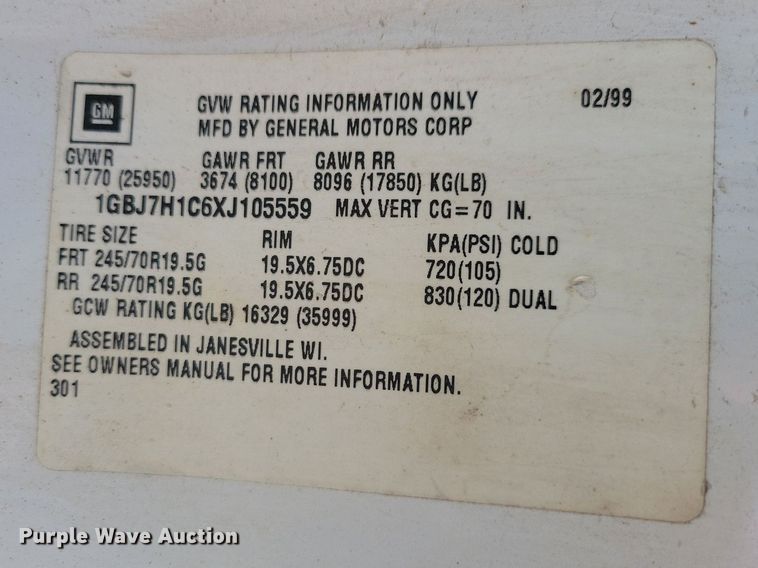 GM
GVW RATING INFORMATION ONLY 02/99
MFD BY GENERAL MOTORS CORP
GVWR GAWR FRT GAWR RR
11770 (25950) 3674 (8100) 8096 (17850) KG(LB)
1GBJ7H1C6XJ105559 MAX VERT CG=70 IN.
TIRE SIZE RIM KPA(PSI) COLD
FRT 245/70R19.5G 19.5X6.75DC 720(105)
RR 245/70R19.5G 19.5X6.75DC 830(120) DUAL
GCW RATING KG(LB) 16329 (35999)
ASSEMBLED IN JANESVILLE WI.
SEE OWNERS MANUAL FOR MORE INFORMATION.
301
Purple Wave Auction